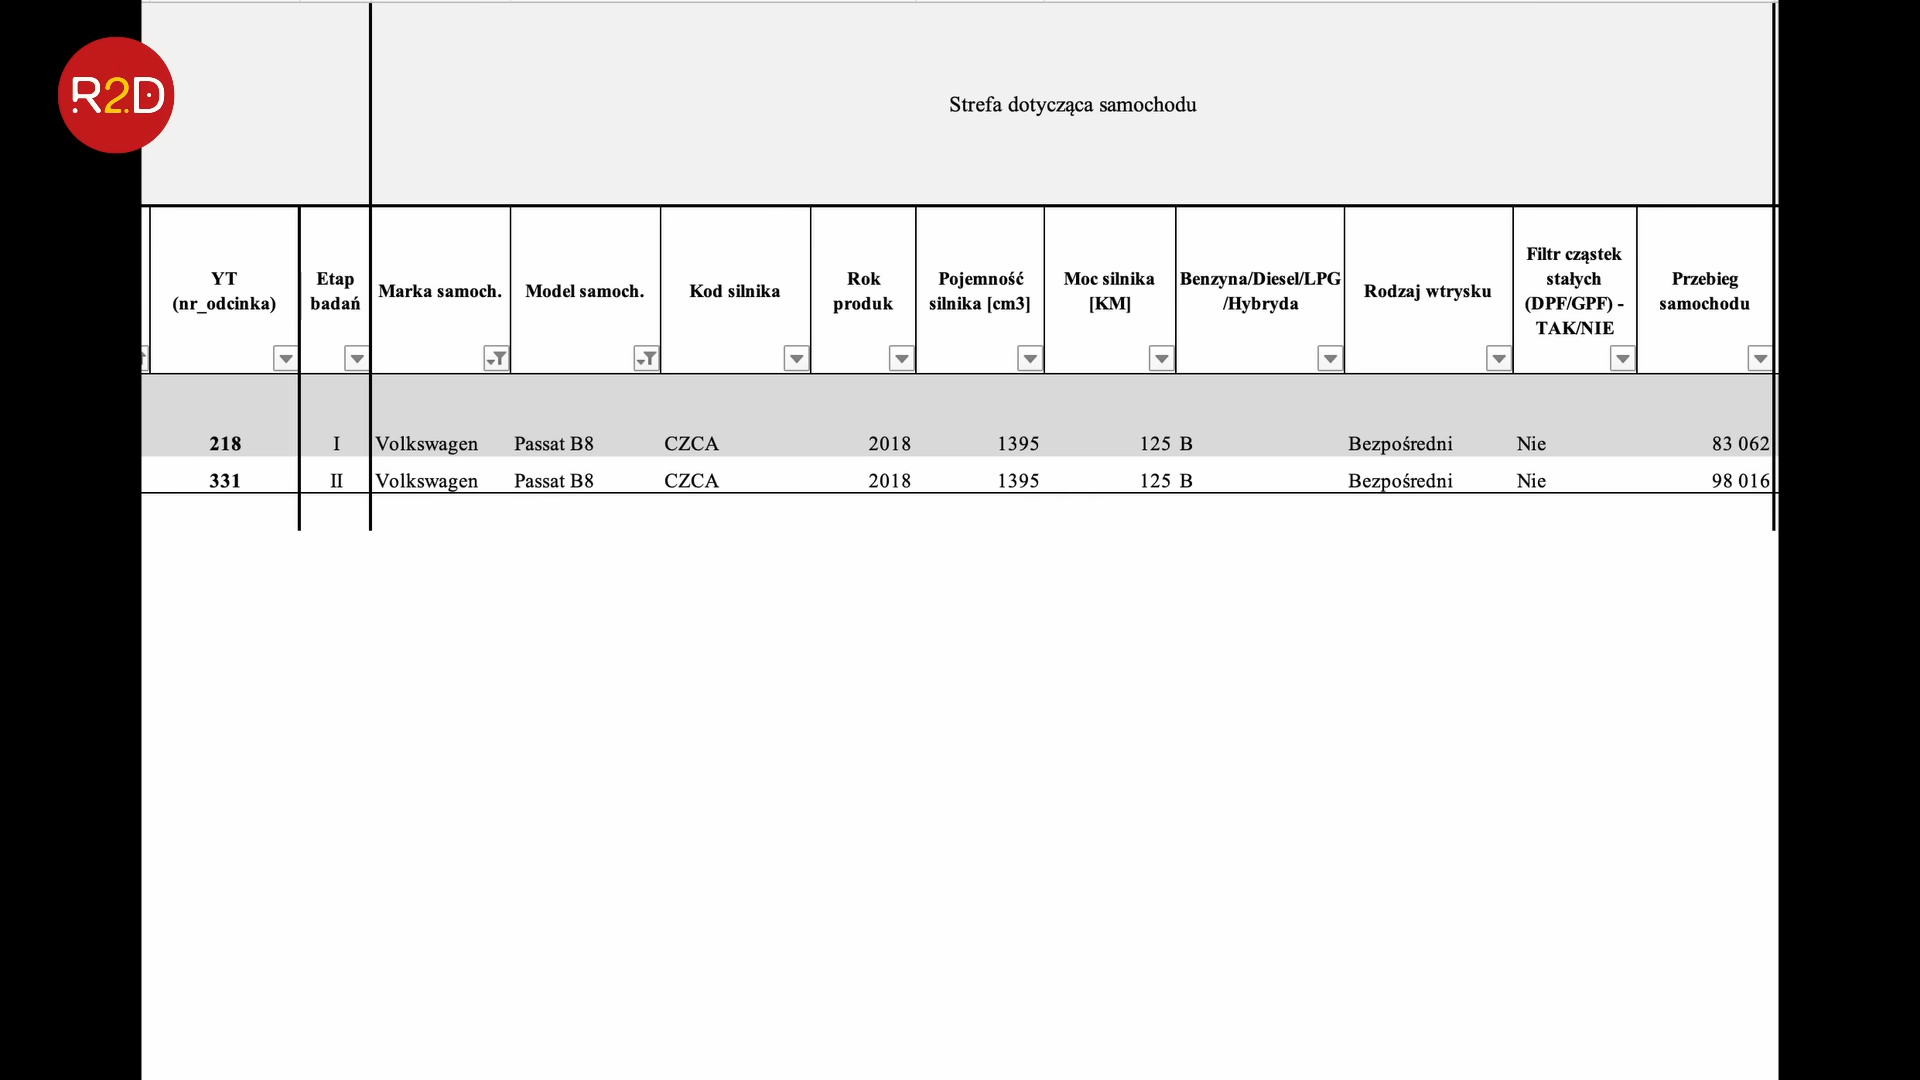 R2D
Strefa dotycząca samochodu
YT
(nr_odcinka)
Etap
badań
Marka samoch.
Model samoch.
Kod silnika
Rok
produk
Pojemność
silnika [cm3]
Moc silnika
[KM]
Benzyna/Diesel/LPG
/Hybryda
Rodzaj wtrysku
Filtr cząstek
stałych
(DPF/GPF) -
TAK/NIE
Przebieg
samochodu
218 I Volkswagen Passat B8 CZCA 2018 1395 125 B Bezpośredni Nie 83 062
331 II Volkswagen Passat B8 CZCA 2018 1395 125 B Bezpośredni Nie 98 016